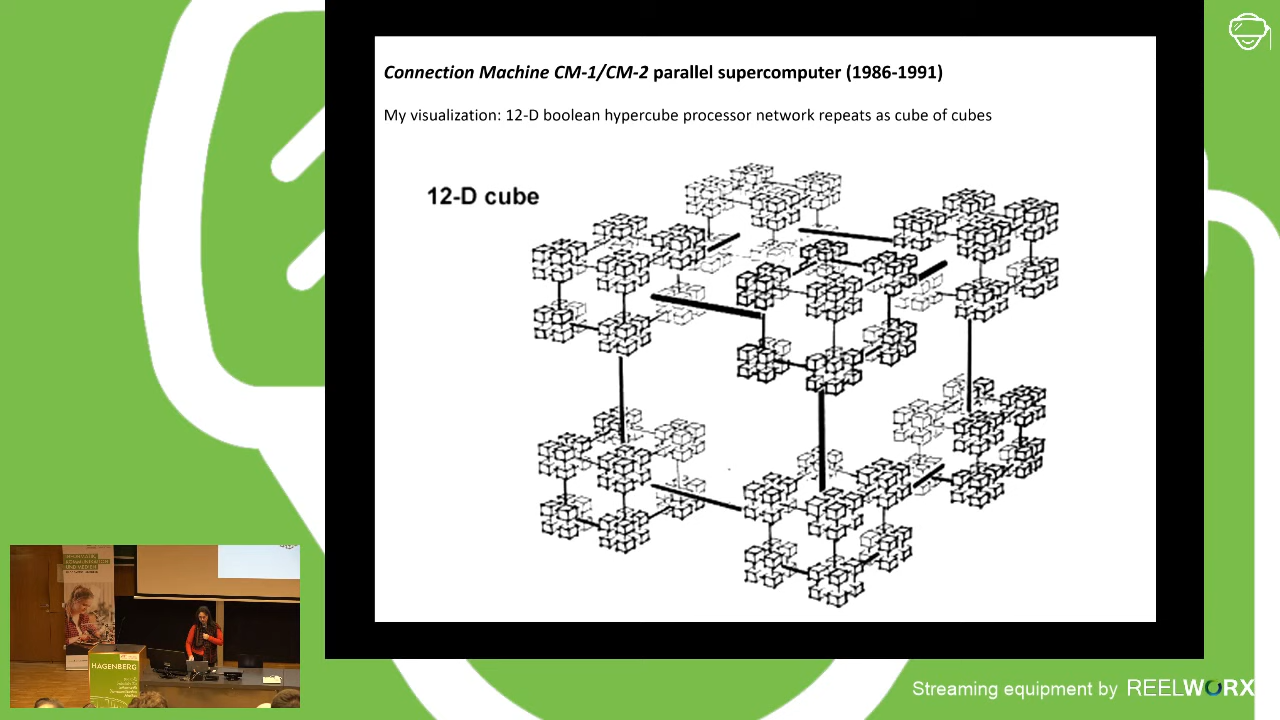 Connection Machine CM-1/CM-2 parallel supercomputer (1986-1991)
My visualization: 12-D boolean hypercube processor network repeats as cube of cubes
12-D cube
HAGENBERG
Streaming equipment by REELWORX